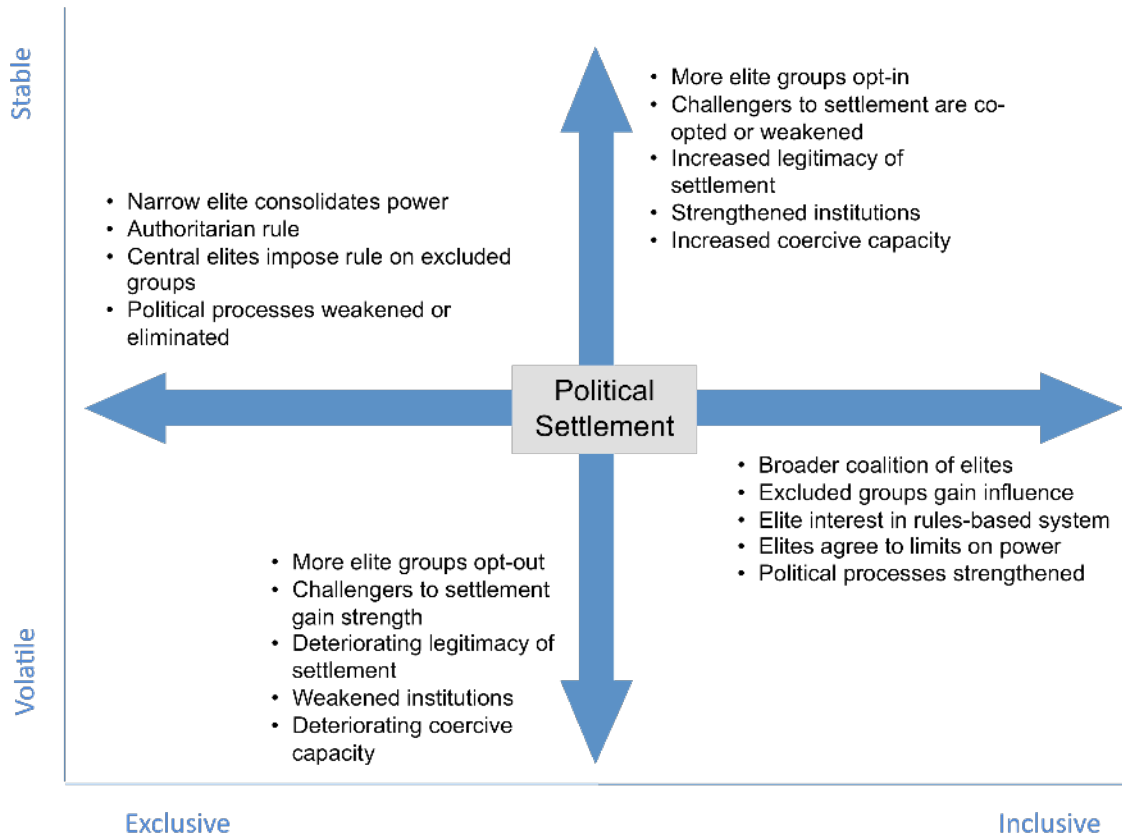 Stable
• More elite groups opt-in
• Challengers to settlement are co-
opted or weakened
• Increased legitimacy of
settlement
• Strengthened institutions
• Increased coercive capacity
• Narrow elite consolidates power
• Authoritarian rule
• Central elites impose rule on excluded
groups
• Political processes weakened or
eliminated
Political
Settlement
• Broader coalition of elites
• Excluded groups gain influence
• Elite interest in rules-based system
• Elites agree to limits on power
• Political processes strengthened
• More elite groups opt-out
• Challengers to settlement
gain strength
• Deteriorating legitimacy of
settlement
• Weakened institutions
• Deteriorating coercive
capacity
Volatile
Exclusive
Inclusive